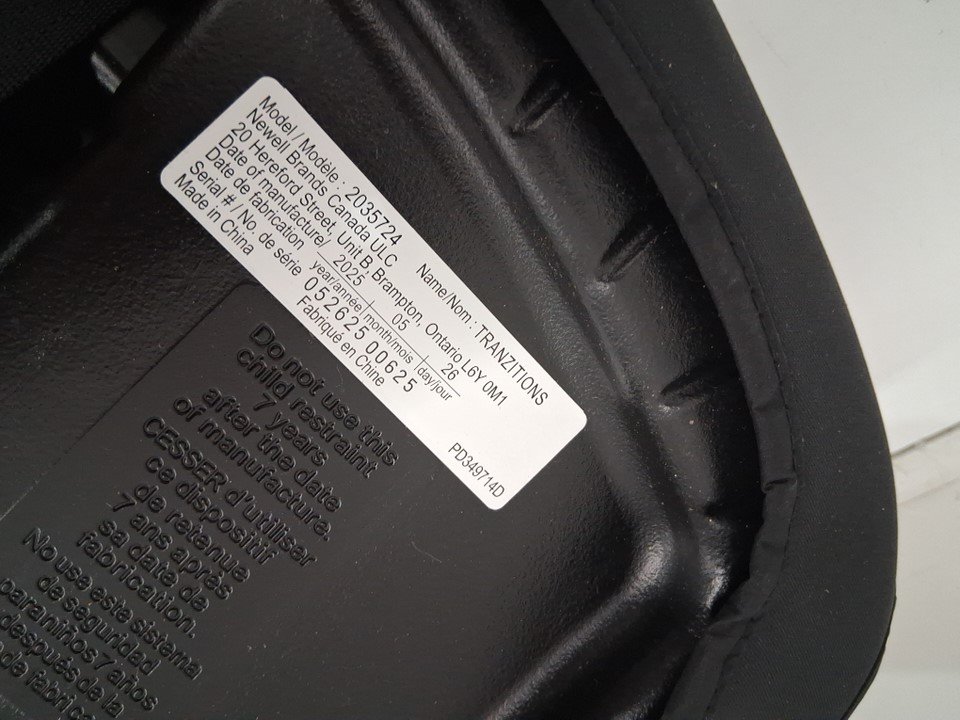 Model / Modèle : 2035724 Name/Nom : TRANZITIONS
Newell Brands Canada ULC
20 Hereford Street, Unit B, Brampton, Ontario L6Y 0M1
Date of manufacture/ 2025 | 05 | 26
Date de fabrication year/année | month/mois | day/jour
Serial # / No. de série 05262500625
Made in China Fabriqué en Chine
PD349714D
Do not use this
child restraint
7 years
after the date
of manufacture.
CESSER d'utiliser
ce dispositif
de retenue
7 ans après
sa date de
fabrication.
No use este sistema
de seguridad
paraniños 7 años
después de la
de fabric